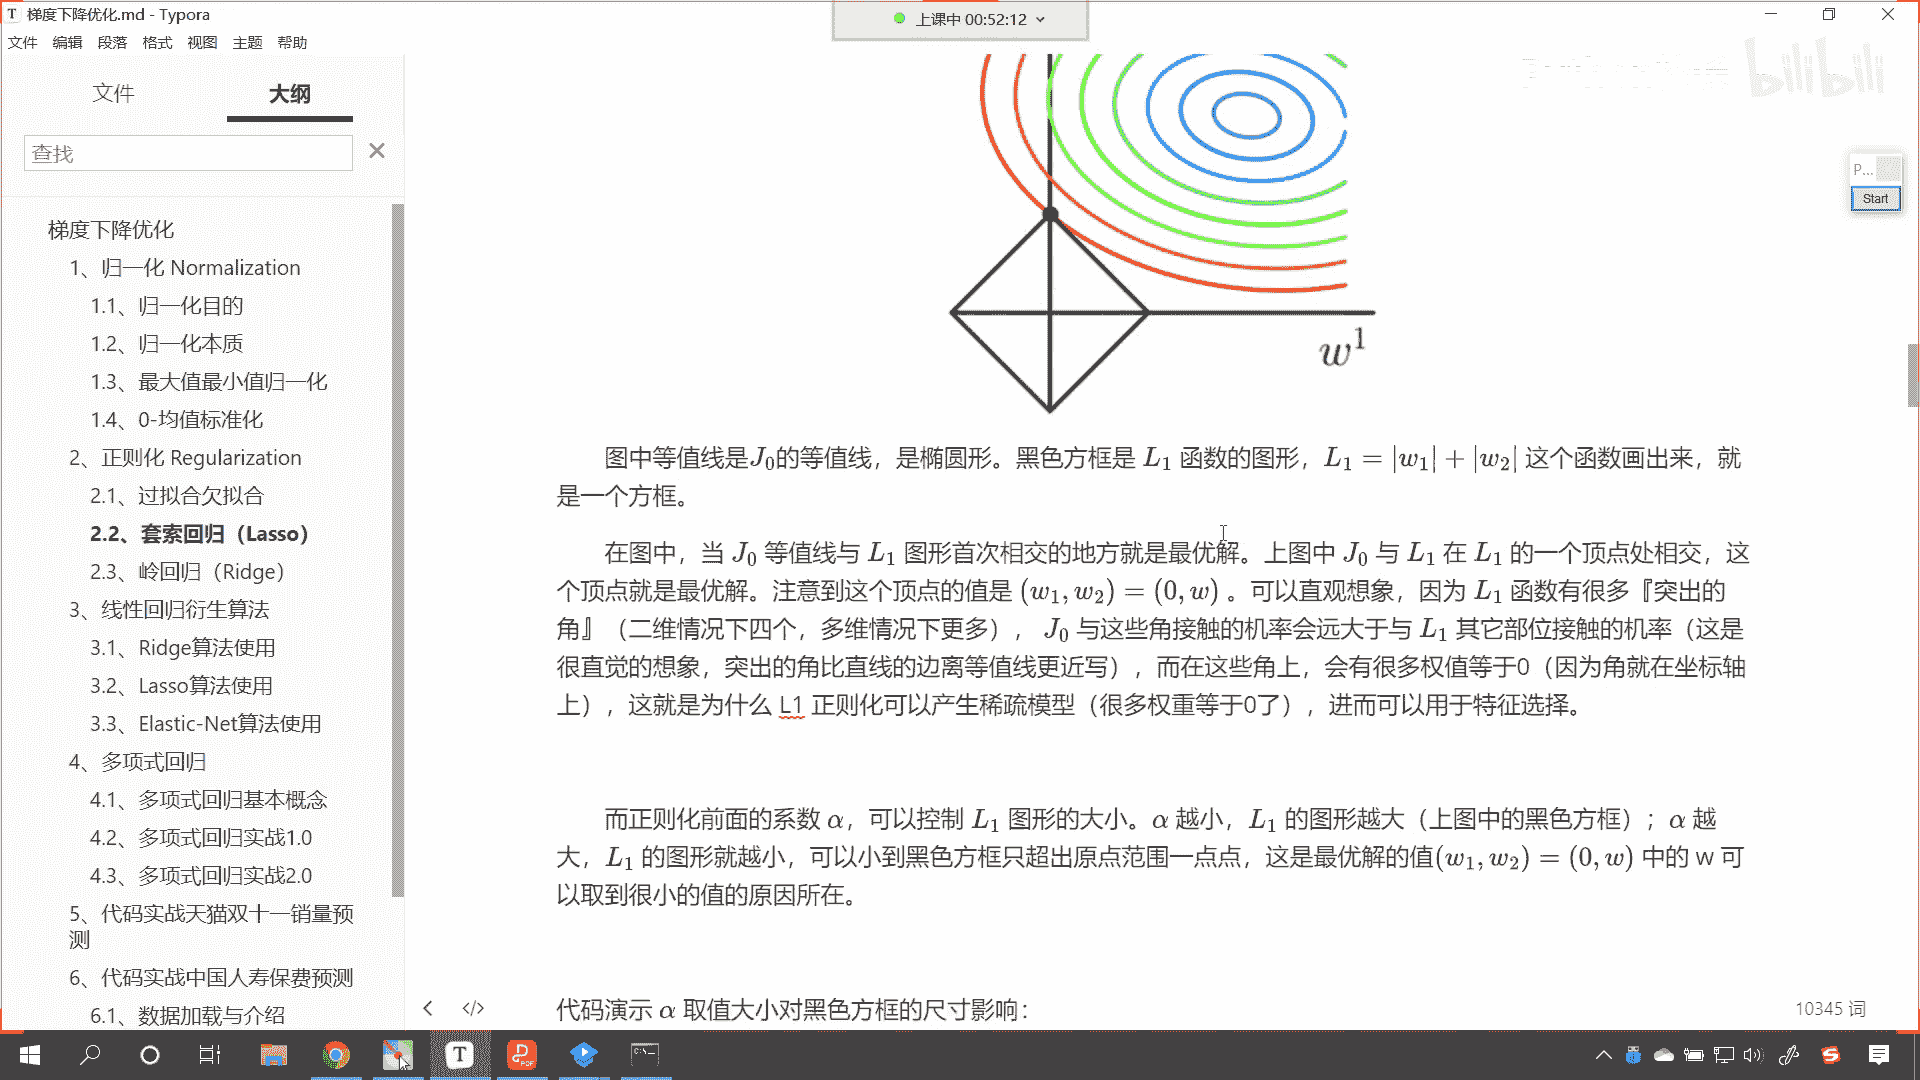 梯度下降优化.md - Typora
上课中 00:52:12
文件 编辑 段落 格式 视图 主题 帮助
文件 大纲
查找
梯度下降优化
1、归一化 Normalization
1.1、归一化目的
1.2、归一化本质
1.3、最大值最小值归一化
1.4、0-均值标准化
2、正则化 Regularization
2.1、过拟合欠拟合
2.2、套索回归（Lasso）
2.3、岭回归（Ridge）
3、线性回归衍生算法
3.1、Ridge算法使用
3.2、Lasso算法使用
3.3、Elastic-Net算法使用
4、多项式回归
4.1、多项式回归基本概念
4.2、多项式回归实战1.0
4.3、多项式回归实战2.0
5、代码实战天猫双十一销量预
测
6、代码实战中国人寿保费预测
6.1、数据加载与介绍
bilibili
P...
Start
w¹
图中等值线是J₀的等值线，是椭圆形。黑色方框是 L₁ 函数的图形，L₁ = |w₁| + |w₂| 这个函数画出来，就
是一个方框。
在图中，当 J₀ 等值线与 L₁ 图形首次相交的地方就是最优解。上图中 J₀ 与 L₁ 在 L₁ 的一个顶点处相交，这
个顶点就是最优解。注意到这个顶点的值是 (w₁, w₂) = (0, w) 。可以直观想象，因为 L₁ 函数有很多『突出的
角』（二维情况下四个，多维情况下更多）， J₀ 与这些角接触的机率会远大于与 L₁ 其它部位接触的机率（这是
很直觉的想象，突出的角比直线的边离等值线更近写），而在这些角上，会有很多权值等于0（因为角就在坐标轴
上），这就是为什么 L1 正则化可以产生稀疏模型（很多权重等于0了），进而可以用于特征选择。
而正则化前面的系数 α，可以控制 L₁ 图形的大小。α 越小，L₁ 的图形越大（上图中的黑色方框）；α 越
大，L₁ 的图形就越小，可以小到黑色方框只超出原点范围一点点，这是最优解的值(w₁, w₂) = (0, w) 中的 w 可
以取到很小的值的原因所在。
代码演示 α 取值大小对黑色方框的尺寸影响：
10345 词